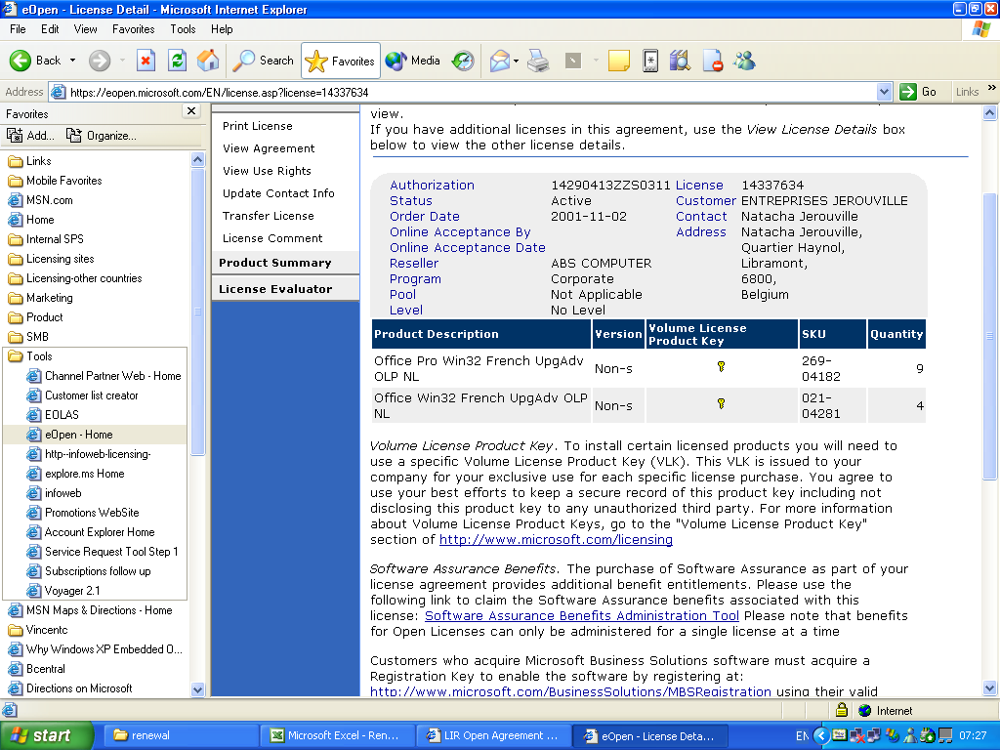 eOpen - License Detail - Microsoft Internet Explorer
File Edit View Favorites Tools Help
Back Search Favorites Media
Address https://eopen.microsoft.com/EN/license.asp?license=14337634 Go Links »
Favorites
Add... Organize...
Links
Mobile Favorites
MSN.com
Home
Internal SPS
Licensing sites
Licensing-other countries
Marketing
Product
SMB
Tools
Channel Partner Web - Home
Customer list creator
EOLAS
eOpen - Home
http--infoweb-licensing-
explore.ms Home
infoweb
Promotions WebSite
Account Explorer Home
Service Request Tool Step 1
Subscriptions follow up
Voyager 2.1
MSN Maps & Directions - Home
Vincentc
Why Windows XP Embedded O...
Bcentral
Directions on Microsoft
Print License
View Agreement
View Use Rights
Update Contact Info
Transfer License
License Comment
Product Summary
License Evaluator
view.
If you have additional licenses in this agreement, use the View License Details box
below to view the other license details.
Authorization 14290413ZZS0311 License 14337634
Status Active Customer ENTREPRISES JEROUVILLE
Order Date 2001-11-02 Contact Natacha Jerouville
Online Acceptance By Address Natacha Jerouville,
Online Acceptance Date Quartier Haynol,
Reseller ABS COMPUTER Libramont,
Program Corporate 6800,
Pool Not Applicable Belgium
Level No Level
Product Description Version Volume License Product Key SKU Quantity
Office Pro Win32 French UpgAdv OLP NL Non-s 269-04182 9
Office Win32 French UpgAdv OLP NL Non-s 021-04281 4
Volume License Product Key. To install certain licensed products you will need to
use a specific Volume License Product Key (VLK). This VLK is issued to your
company for your exclusive use for each specific license purchase. You agree to
use your best efforts to keep a secure record of this product key including not
disclosing this product key to any unauthorized third party. For more information
about Volume License Product Keys, go to the "Volume License Product Key"
section of http://www.microsoft.com/licensing
Software Assurance Benefits. The purchase of Software Assurance as part of your
license agreement provides additional benefit entitlements. Please use the
following link to claim the Software Assurance benefits associated with this
license: Software Assurance Benefits Administration Tool Please note that benefits
for Open Licenses can only be administered for a single license at a time
Customers who acquire Microsoft Business Solutions software must acquire a
Registration Key to enable the software by registering at:
http://www.microsoft.com/BusinessSolutions/MBSRegistration using their valid
Internet
start renewal Microsoft Excel - Ren... LIR Open Agreement ... eOpen - License Deta... EN 07:27